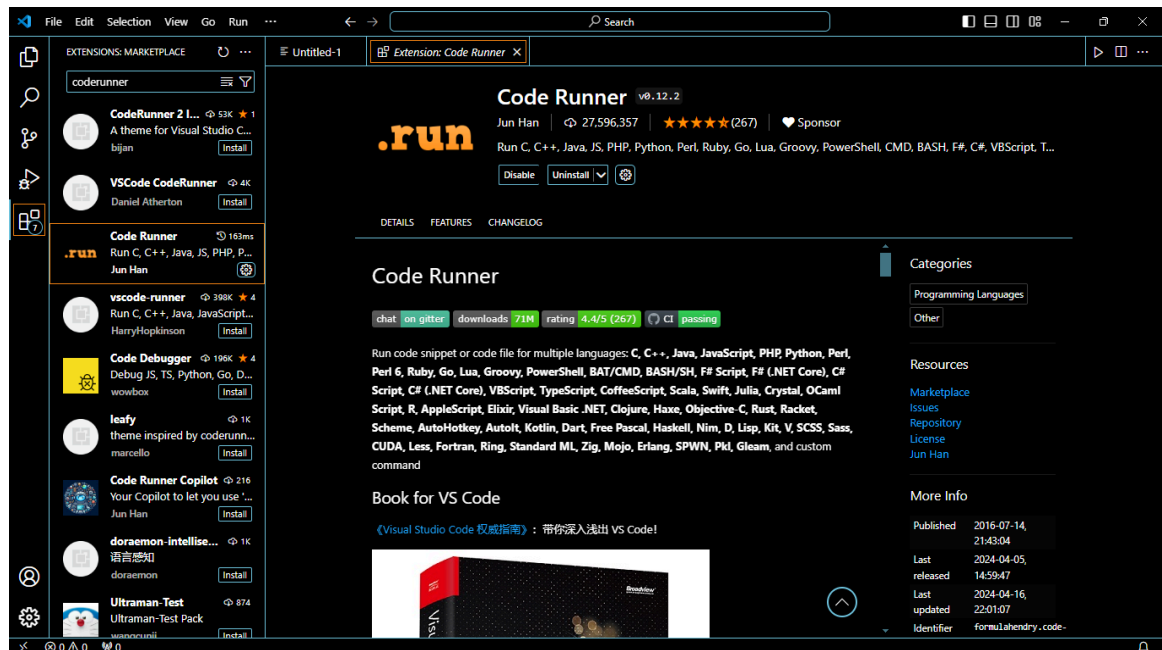 File Edit Selection View Go Run ···
Search
EXTENSIONS: MARKETPLACE
coderunner
CodeRunner 2 I... 53K ★ 1
A theme for Visual Studio C...
bijan Install
VSCode CodeRunner 4K
Daniel Atherton Install
Code Runner 163ms
.run Run C, C++, Java, JS, PHP, P...
Jun Han
vscode-runner 398K ★ 4
Run C, C++, Java, JavaScript...
HarryHopkinson Install
Code Debugger 196K ★ 4
Debug JS, TS, Python, Go, D...
wowbox Install
leafy 1K
theme inspired by coderunn...
marcello Install
Code Runner Copilot 216
Your Copilot to let you use '...
Jun Han Install
doraemon-intellise... 1K
语言感知
doraemon Install
Ultraman-Test 874
Ultraman-Test Pack
wangcunji Install
7
0 0 0
Untitled-1
Extension: Code Runner
.run
Code Runner v0.12.2
Jun Han 27,596,357 ★★★★★ (267) Sponsor
Run C, C++, Java, JS, PHP, Python, Perl, Ruby, Go, Lua, Groovy, PowerShell, CMD, BASH, F#, C#, VBScript, T...
Disable Uninstall
DETAILS FEATURES CHANGELOG
Code Runner
chat on gitter downloads 71M rating 4.4/5 (267) CI passing
Run code snippet or code file for multiple languages: C, C++, Java, JavaScript, PHP, Python, Perl,
Perl 6, Ruby, Go, Lua, Groovy, PowerShell, BAT/CMD, BASH/SH, F# Script, F# (.NET Core), C#
Script, C# (.NET Core), VBScript, TypeScript, CoffeeScript, Scala, Swift, Julia, Crystal, OCaml
Script, R, AppleScript, Elixir, Visual Basic .NET, Clojure, Haxe, Objective-C, Rust, Racket,
Scheme, AutoHotkey, AutoIt, Kotlin, Dart, Free Pascal, Haskell, Nim, D, Lisp, Kit, V, SCSS, Sass,
CUDA, Less, Fortran, Ring, Standard ML, Zig, Mojo, Erlang, SPWN, Pkl, Gleam, and custom
command
Book for VS Code
《Visual Studio Code 权威指南》：带你深入浅出 VS Code!
Broadview
Visu
Categories
Programming Languages
Other
Resources
Marketplace
Issues
Repository
License
Jun Han
More Info
Published 2016-07-14,
21:43:04
Last 2024-04-05,
released 14:59:47
Last 2024-04-16,
updated 22:01:07
Identifier formulahendry.code-